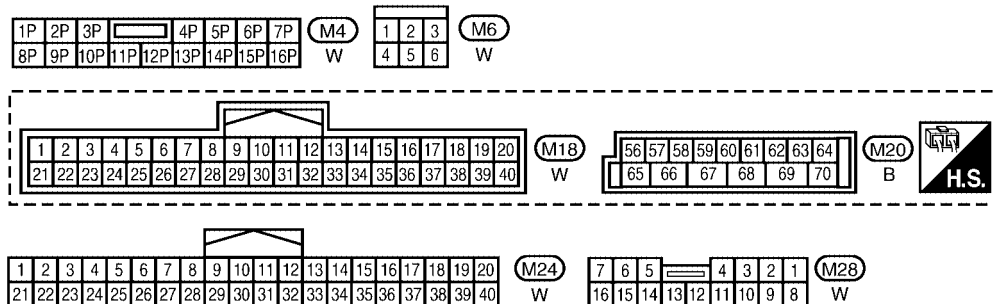 1P 2P 3P 4P 5P 6P 7P M4
8P 9P 10P 11P 12P 13P 14P 15P 16P W
1 2 3 M6
4 5 6 W
1 2 3 4 5 6 7 8 9 10 11 12 13 14 15 16 17 18 19 20 M18
21 22 23 24 25 26 27 28 29 30 31 32 33 34 35 36 37 38 39 40 W
56 57 58 59 60 61 62 63 64 M20
65 66 67 68 69 70 B
H.S.
1 2 3 4 5 6 7 8 9 10 11 12 13 14 15 16 17 18 19 20 M24
21 22 23 24 25 26 27 28 29 30 31 32 33 34 35 36 37 38 39 40 W
7 6 5 4 3 2 1 M28
16 15 14 13 12 11 10 9 8 W